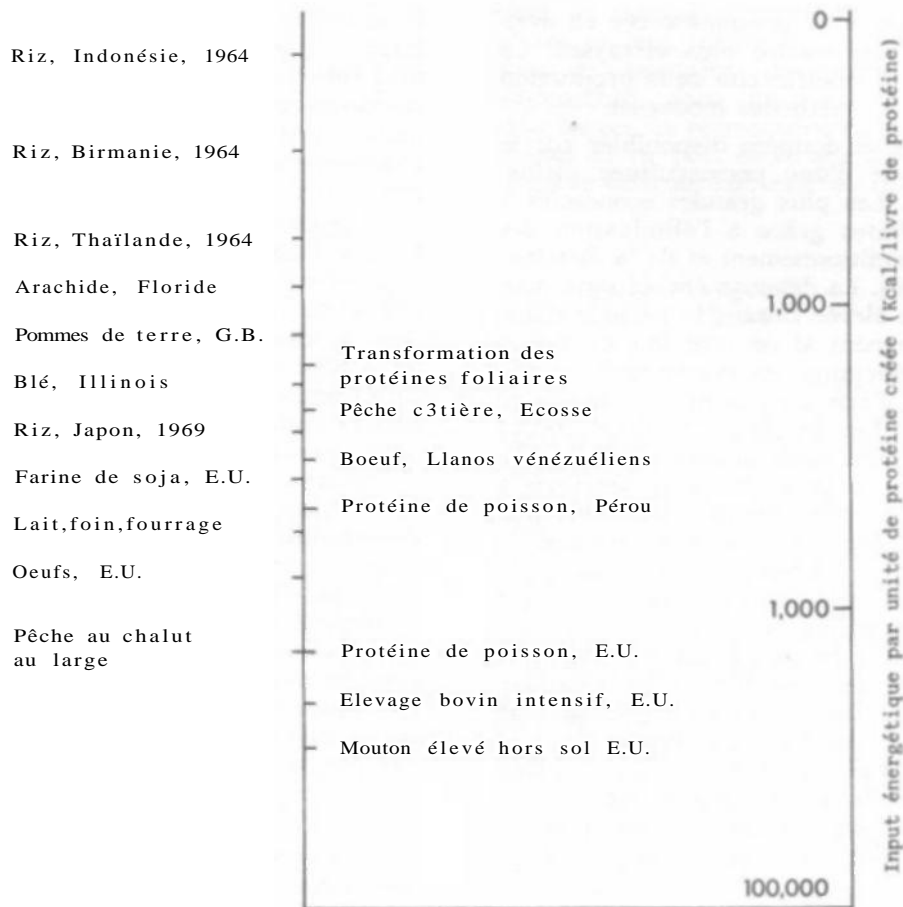 Riz, Indonésie, 1964
Riz, Birmanie, 1964
Riz, Thaïlande, 1964
Arachide, Floride
Pommes de terre, G.B.
Blé, Illinois
Riz, Japon, 1969
Farine de soja, E.U.
Lait,foin,fourrage
Oeufs, E.U.
Pêche au chalut
au large
Transformation des
protéines foliaires
Pêche c3tière, Ecosse
Boeuf, Llanos vénézuéliens
Protéine de poisson, Pérou
Protéine de poisson, E.U.
Elevage bovin intensif, E.U.
Mouton élevé hors sol E.U.
0
1,000
1,000
100,000
Input énergétique par unité de protéine créée (Kcal/livre de protéine)